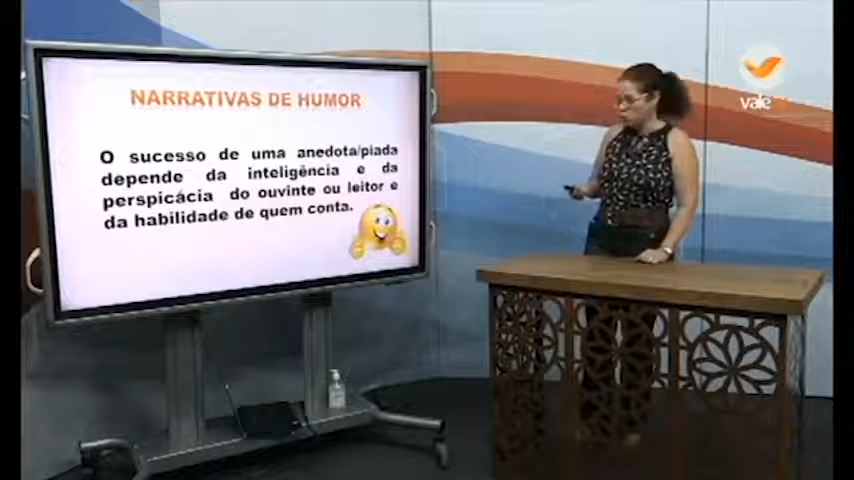 NARRATIVAS DE HUMOR
O sucesso de uma anedota/piada
depende da inteligência e da
perspicácia do ouvinte ou leitor e
da habilidade de quem conta.
vale